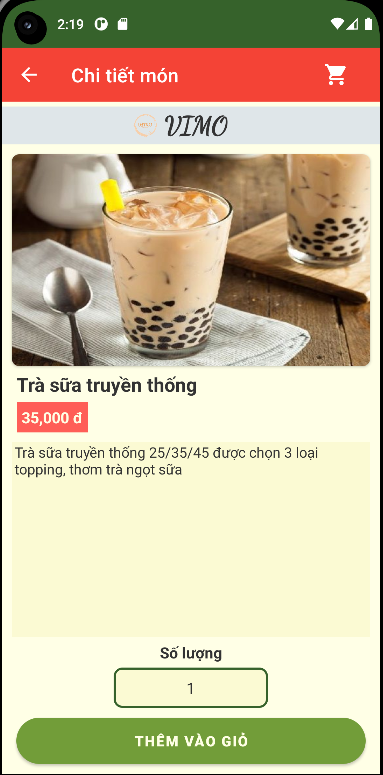 2:19
Chi tiết món
VIMO
Trà sữa truyền thống
35,000 đ
Trà sữa truyền thống 25/35/45 được chọn 3 loại
topping, thơm trà ngọt sữa
Số lượng
1
THÊM VÀO GIỎ